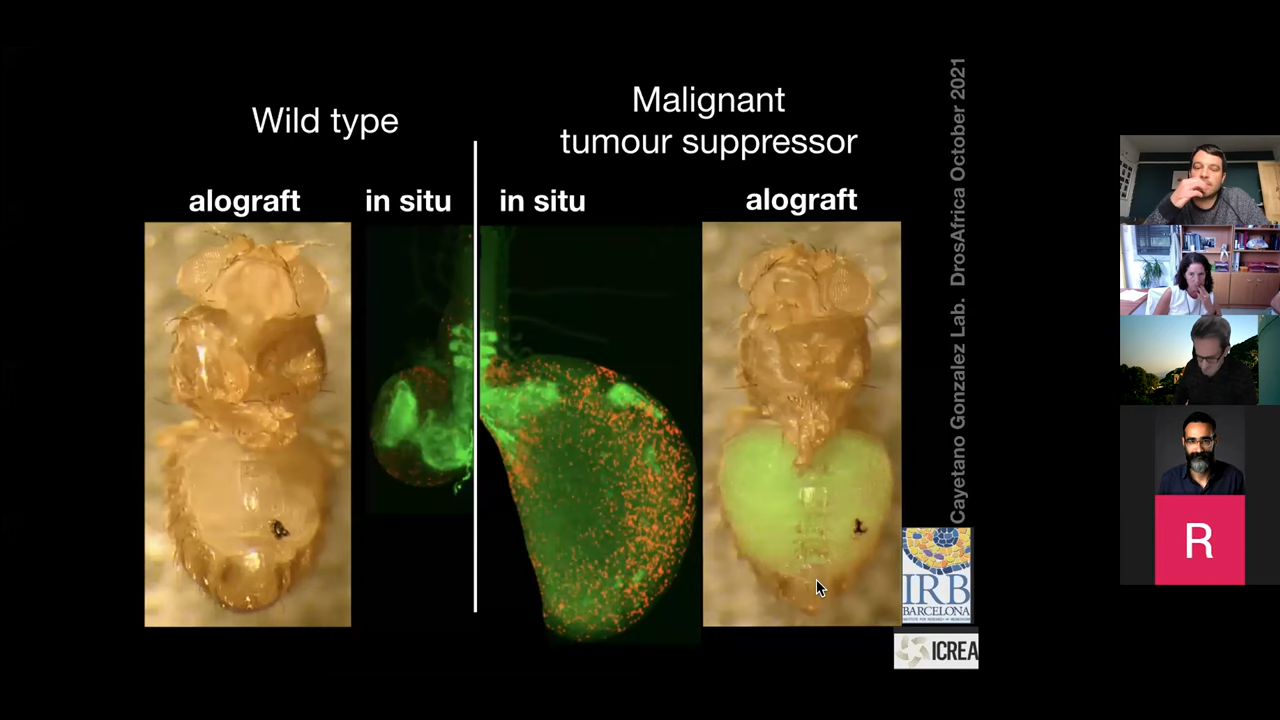 Wild type
Malignant
tumour suppressor
alograft
in situ
in situ
alograft
Cayetano Gonzalez Lab. DrosAfrica October 2021
IRB
BARCELONA
ICREA
R